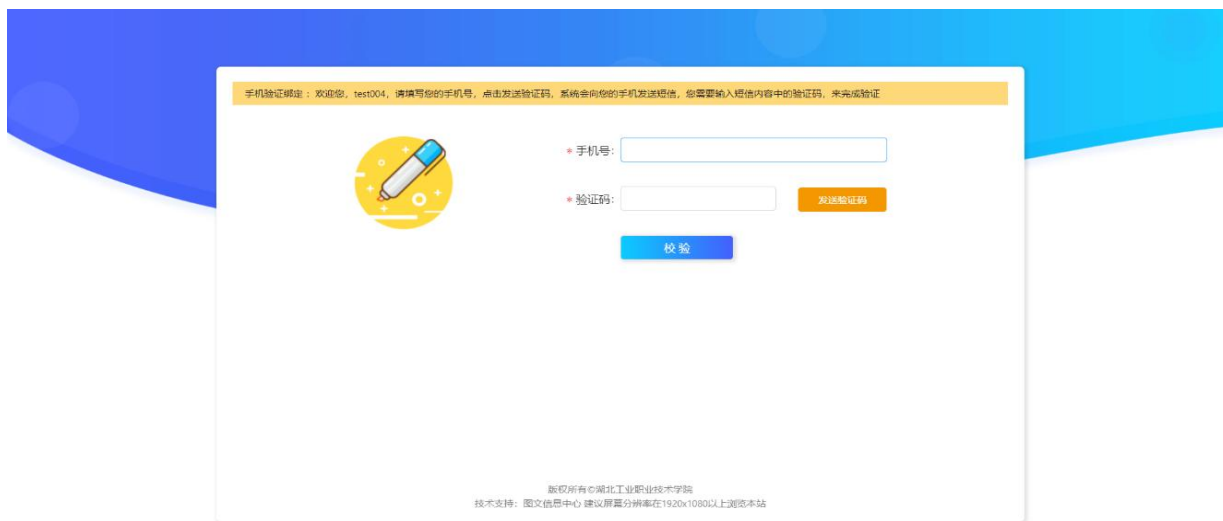 手机验证绑定：欢迎您，test004，请填写您的手机号，点击发送验证码，系统会向您的手机发送短信，您需要输入短信内容中的验证码，来完成验证
* 手机号：
* 验证码：
发送验证码
校验
版权所有©湖北工业职业技术学院
技术支持：图文信息中心 建议屏幕分辨率在1920x1080以上浏览本站